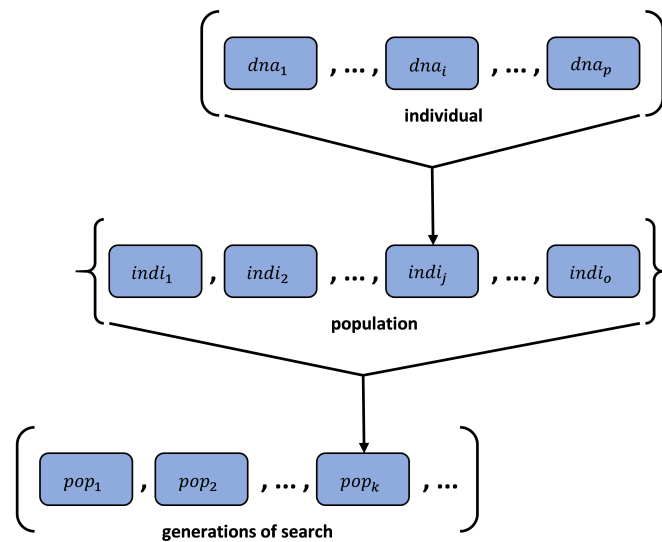 dna₁ , ... , dnaᵢ , ... , dnaₚ
individual
indi₁ , indi₂ , ... , indiⱼ , ... , indiₒ
population
pop₁ , pop₂ , ... , popₖ , ...
generations of search